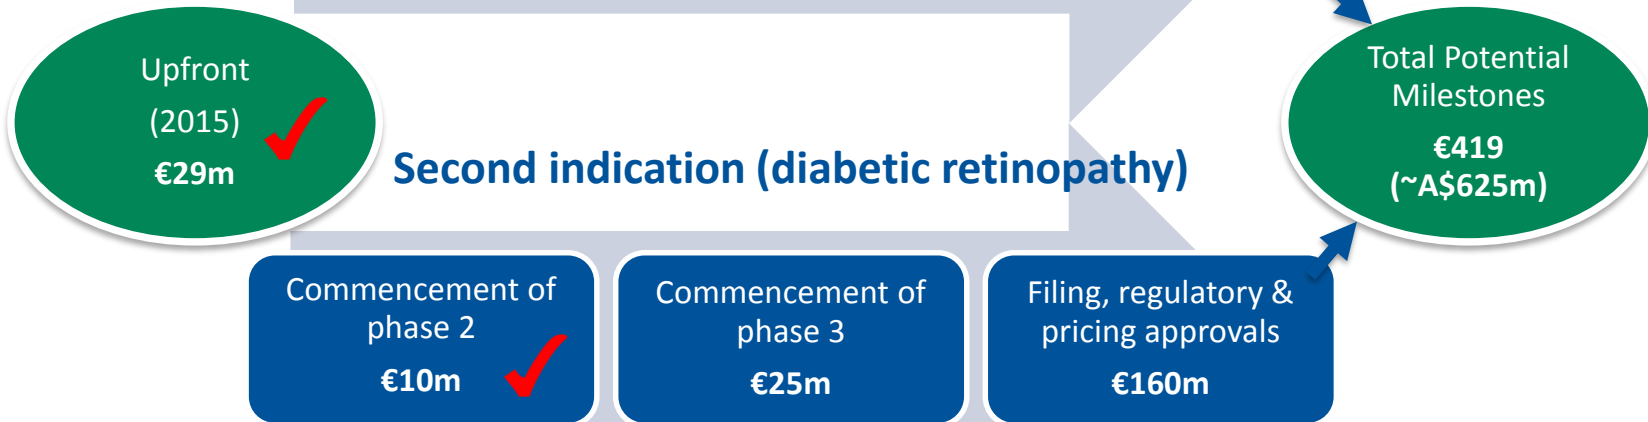 Upfront
(2015)
€29m
Second indication (diabetic retinopathy)
Total Potential
Milestones
€419
(~A$625m)
Commencement of
phase 2
€10m
Commencement of
phase 3
€25m
Filing, regulatory &
pricing approvals
€160m